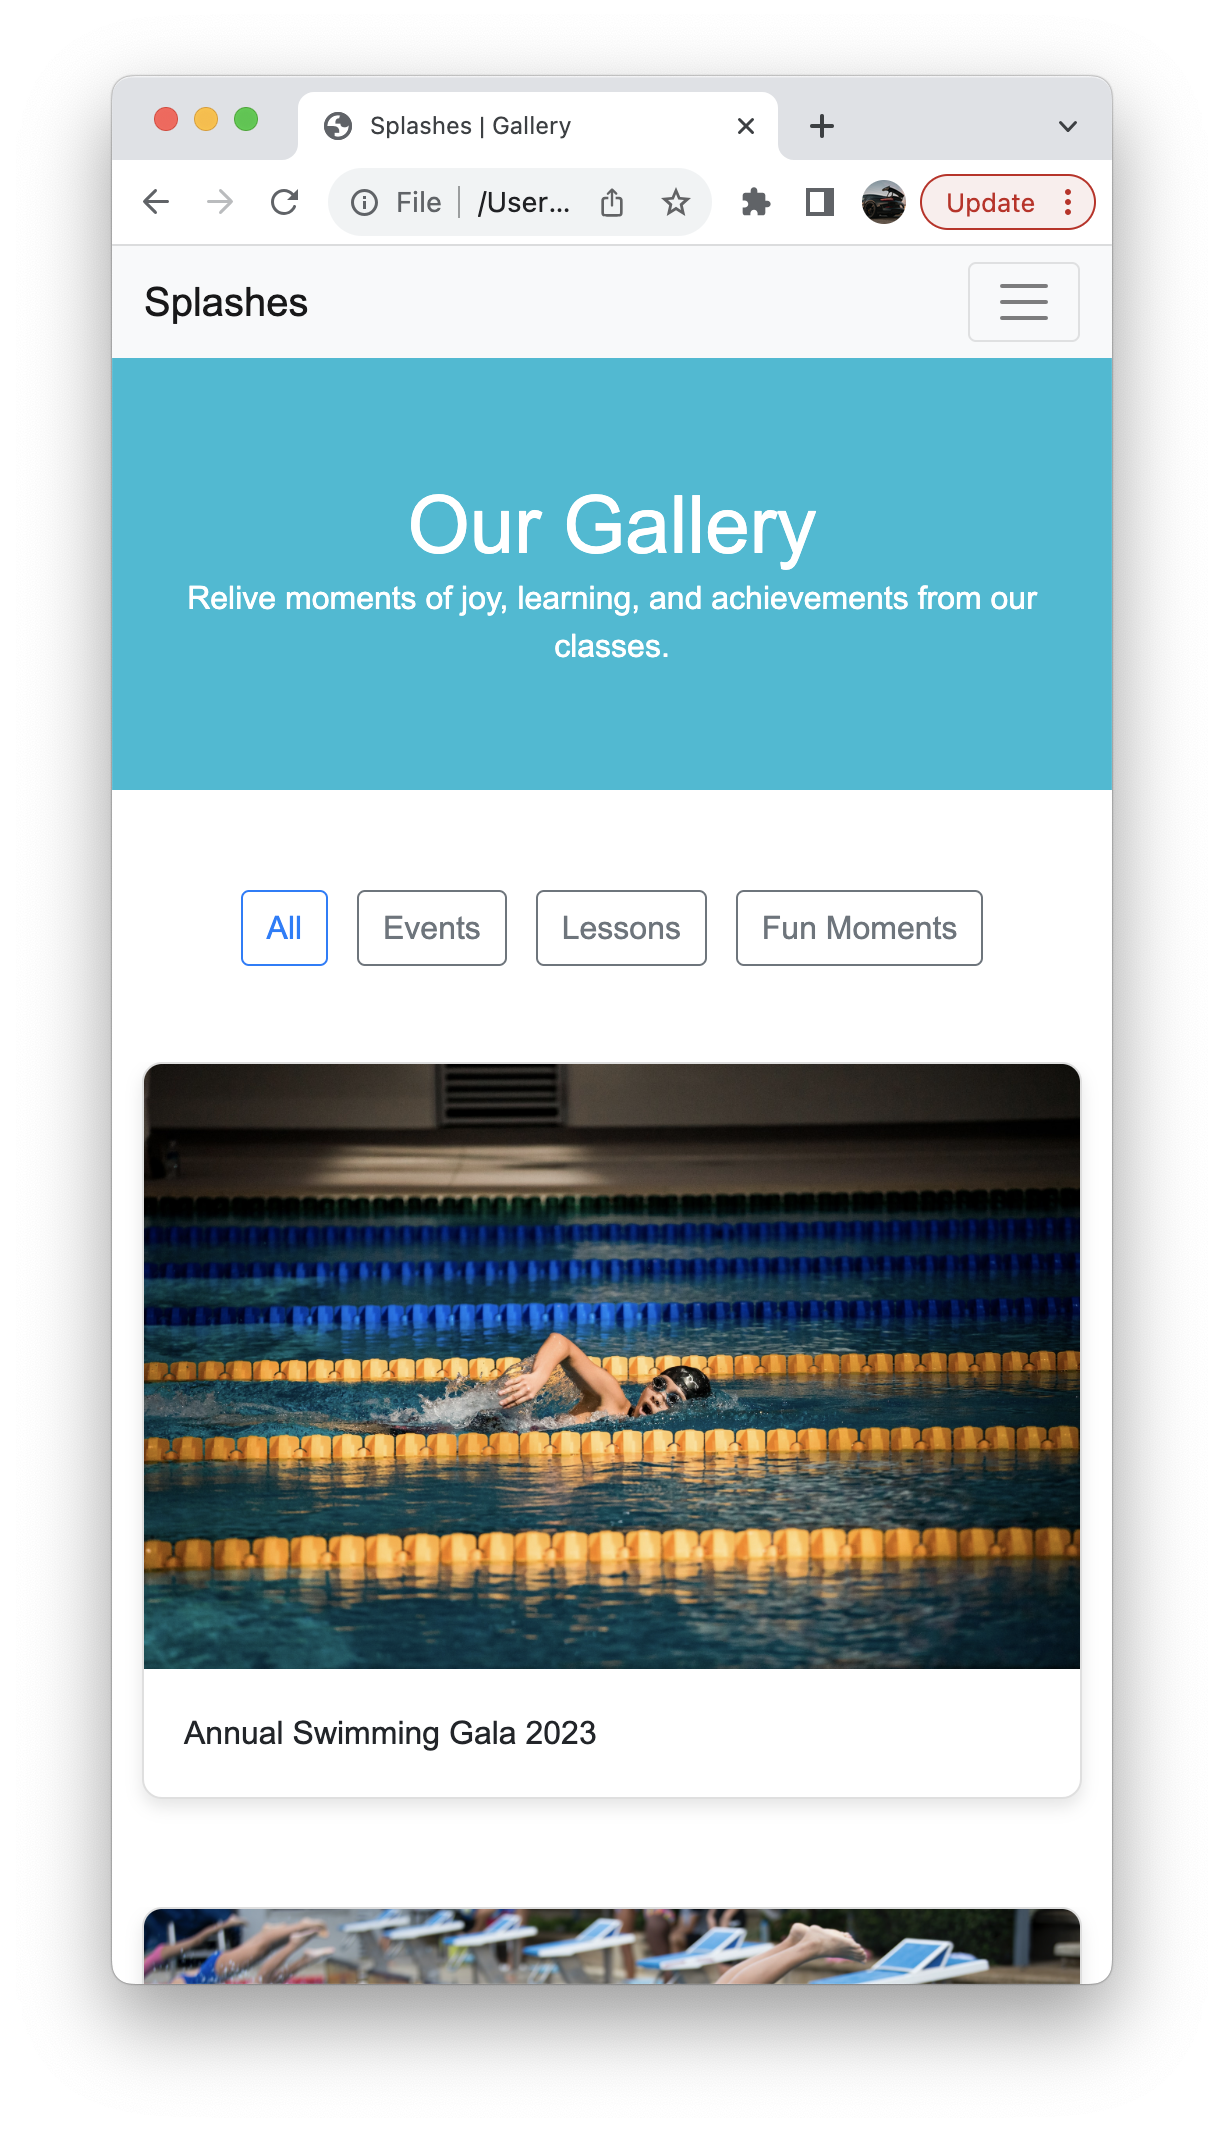 Splashes | Gallery
File | /User...
Update
Splashes
Our Gallery
Relive moments of joy, learning, and achievements from our
classes.
All Events Lessons Fun Moments
Annual Swimming Gala 2023